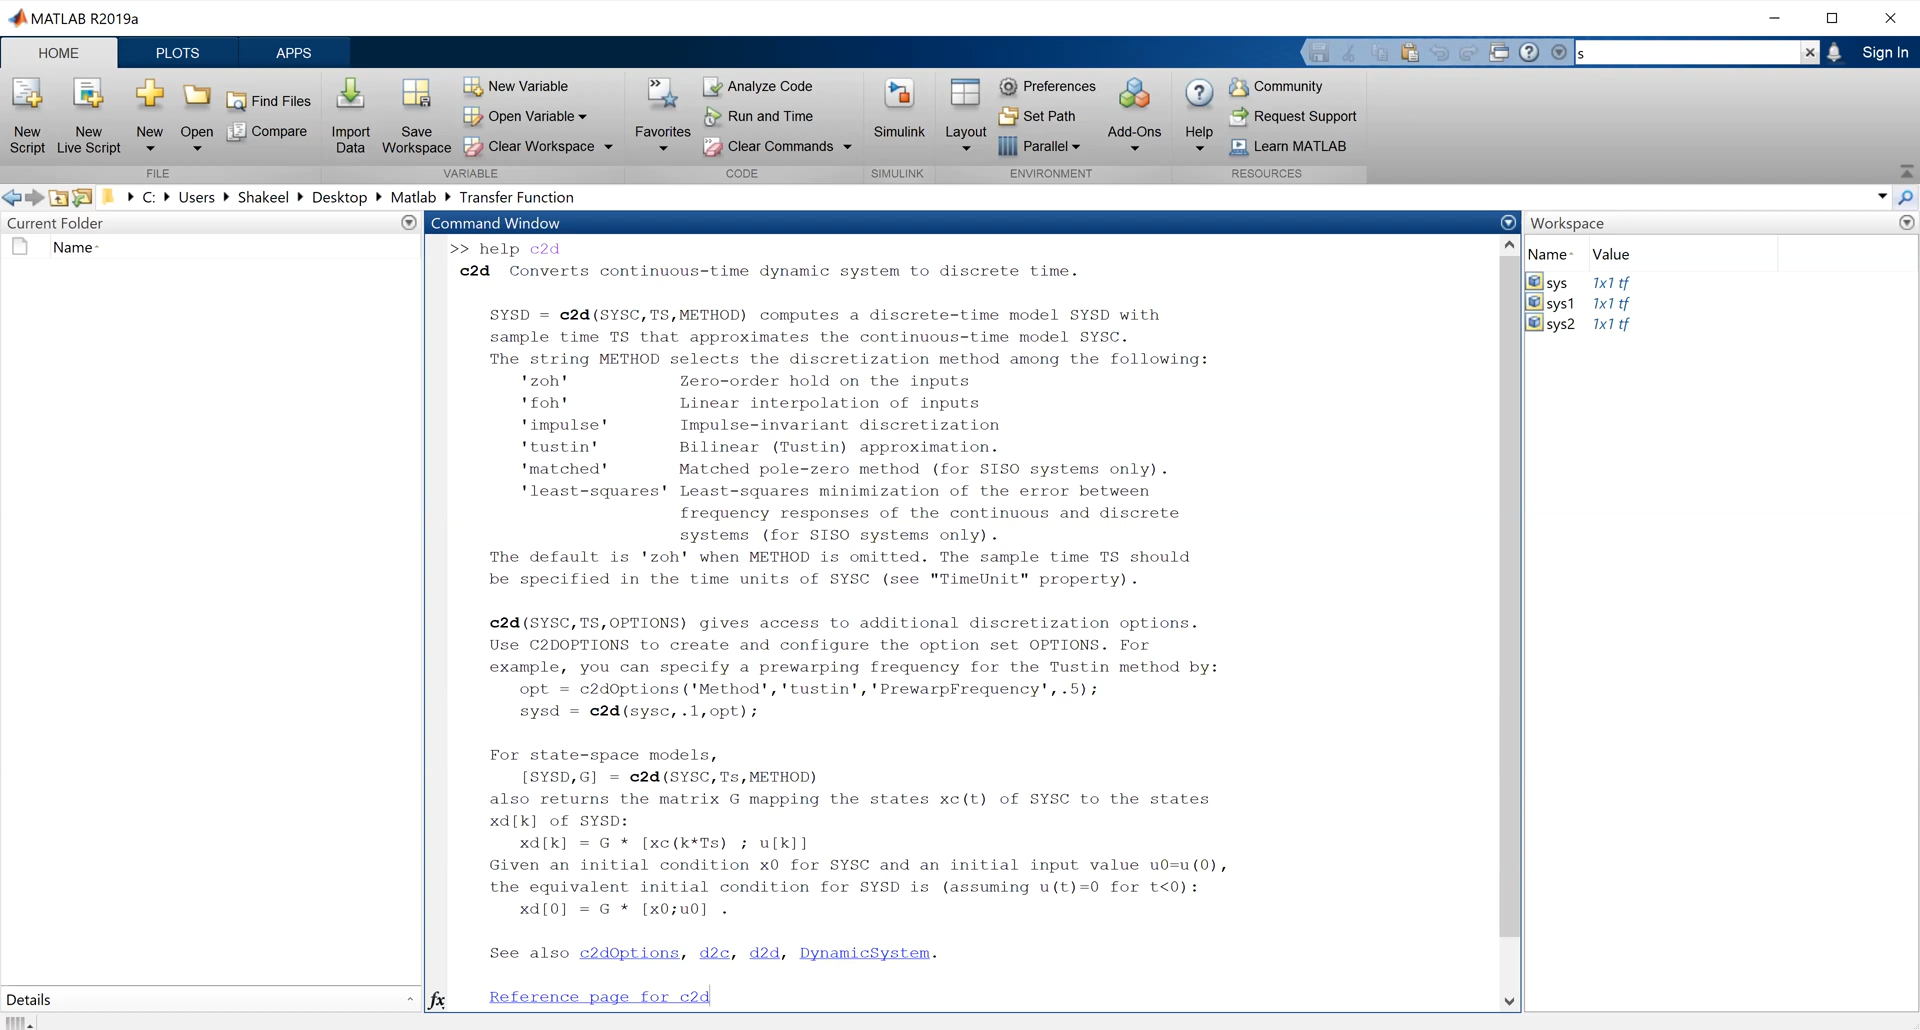 MATLAB R2019a
HOME PLOTS APPS
s
Sign In
New Script
New Live Script
New
Open
Find Files
Compare
Import Data
Save Workspace
New Variable
Open Variable
Clear Workspace
Favorites
Analyze Code
Run and Time
Clear Commands
Simulink
Layout
Preferences
Set Path
Parallel
Add-Ons
Help
Community
Request Support
Learn MATLAB
FILE VARIABLE CODE SIMULINK ENVIRONMENT RESOURCES
C: Users Shakeel Desktop Matlab Transfer Function
Current Folder
Name
Details
Command Window
>> help c2d
c2d  Converts continuous-time dynamic system to discrete time.
SYSD = c2d(SYSC,TS,METHOD) computes a discrete-time model SYSD with
sample time TS that approximates the continuous-time model SYSC.
The string METHOD selects the discretization method among the following:
'zoh' Zero-order hold on the inputs
'foh' Linear interpolation of inputs
'impulse' Impulse-invariant discretization
'tustin' Bilinear (Tustin) approximation.
'matched' Matched pole-zero method (for SISO systems only).
'least-squares' Least-squares minimization of the error between
frequency responses of the continuous and discrete
systems (for SISO systems only).
The default is 'zoh' when METHOD is omitted. The sample time TS should
be specified in the time units of SYSC (see "TimeUnit" property).
c2d(SYSC,TS,OPTIONS) gives access to additional discretization options.
Use C2DOPTIONS to create and configure the option set OPTIONS. For
example, you can specify a prewarping frequency for the Tustin method by:
opt = c2dOptions('Method','tustin','PrewarpFrequency',.5);
sysd = c2d(sysc,.1,opt);
For state-space models,
[SYSD,G] = c2d(SYSC,Ts,METHOD)
also returns the matrix G mapping the states xc(t) of SYSC to the states
xd[k] of SYSD:
xd[k] = G * [xc(k*Ts) ; u[k]]
Given an initial condition x0 for SYSC and an initial input value u0=u(0),
the equivalent initial condition for SYSD is (assuming u(t)=0 for t<0):
xd[0] = G * [x0;u0] .
See also c2dOptions, d2c, d2d, DynamicSystem.
Reference page for c2d
fx
Workspace
Name Value
sys 1x1 tf
sys1 1x1 tf
sys2 1x1 tf